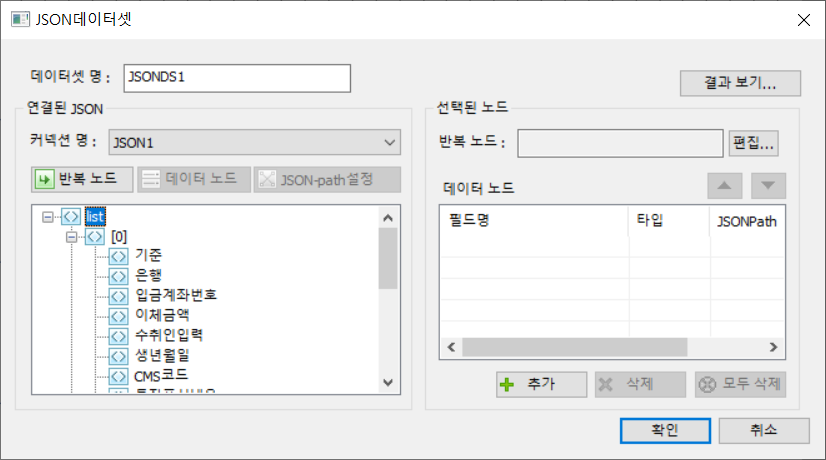 JSON데이터셋
데이터셋 명 : JSONDS1
결과 보기...
연결된 JSON
커넥션 명 : JSON1
반복 노드 데이터 노드 JSON-path설정
list
[0]
기준
은행
입금계좌번호
이체금액
수취인입력
생년월일
CMS코드
선택된 노드
반복 노드 : 편집...
데이터 노드
필드명 타입 JSONPath
추가 삭제 모두 삭제
확인 취소